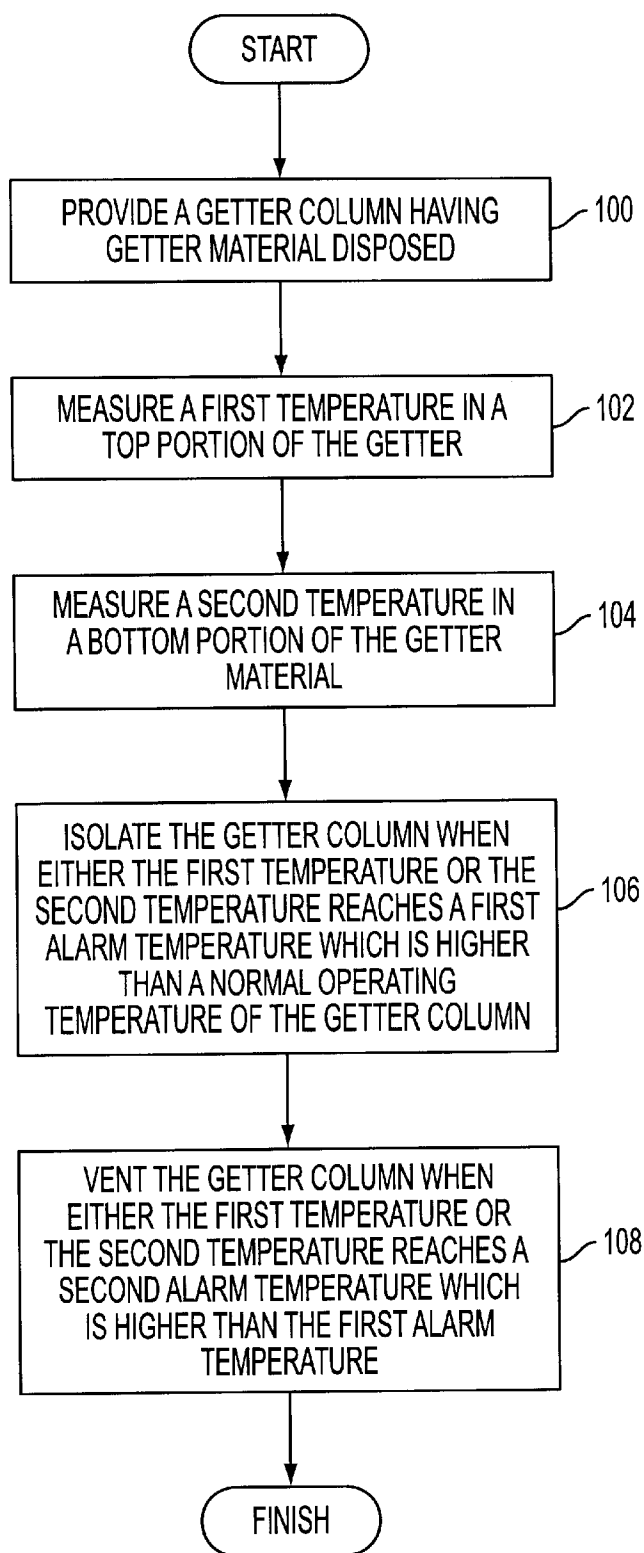 START
PROVIDE A GETTER COLUMN HAVING
GETTER MATERIAL DISPOSED
100
MEASURE A FIRST TEMPERATURE IN A
TOP PORTION OF THE GETTER
102
MEASURE A SECOND TEMPERATURE IN
A BOTTOM PORTION OF THE GETTER
MATERIAL
104
ISOLATE THE GETTER COLUMN WHEN
EITHER THE FIRST TEMPERATURE OR THE
SECOND TEMPERATURE REACHES A FIRST
ALARM TEMPERATURE WHICH IS HIGHER
THAN A NORMAL OPERATING
TEMPERATURE OF THE GETTER COLUMN
106
VENT THE GETTER COLUMN WHEN
EITHER THE FIRST TEMPERATURE OR
THE SECOND TEMPERATURE REACHES A
SECOND ALARM TEMPERATURE WHICH
IS HIGHER THAN THE FIRST ALARM
TEMPERATURE
108
FINISH